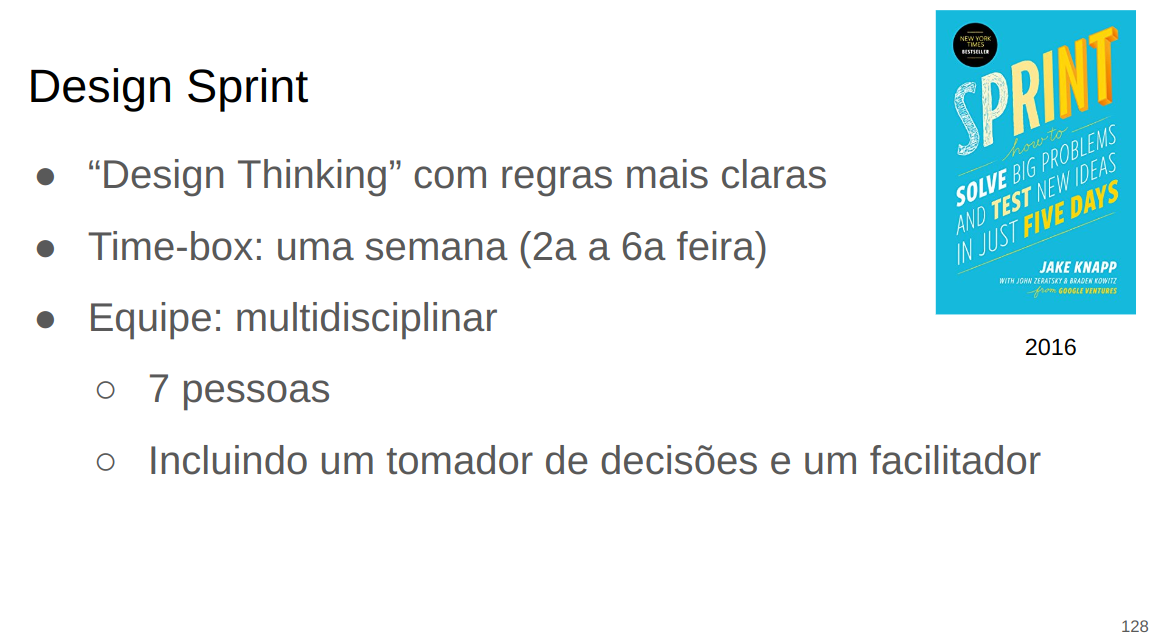 Design Sprint
● “Design Thinking” com regras mais claras
● Time-box: uma semana (2a a 6a feira)
● Equipe: multidisciplinar
○ 7 pessoas
○ Incluindo um tomador de decisões e um facilitador
NEW YORK
TIMES
BESTSELLER
SPRINT
how to
SOLVE BIG PROBLEMS
AND TEST NEW IDEAS
IN JUST FIVE DAYS
JAKE KNAPP
WITH JOHN ZERATSKY & BRADEN KOWITZ
from GOOGLE VENTURES
2016
128